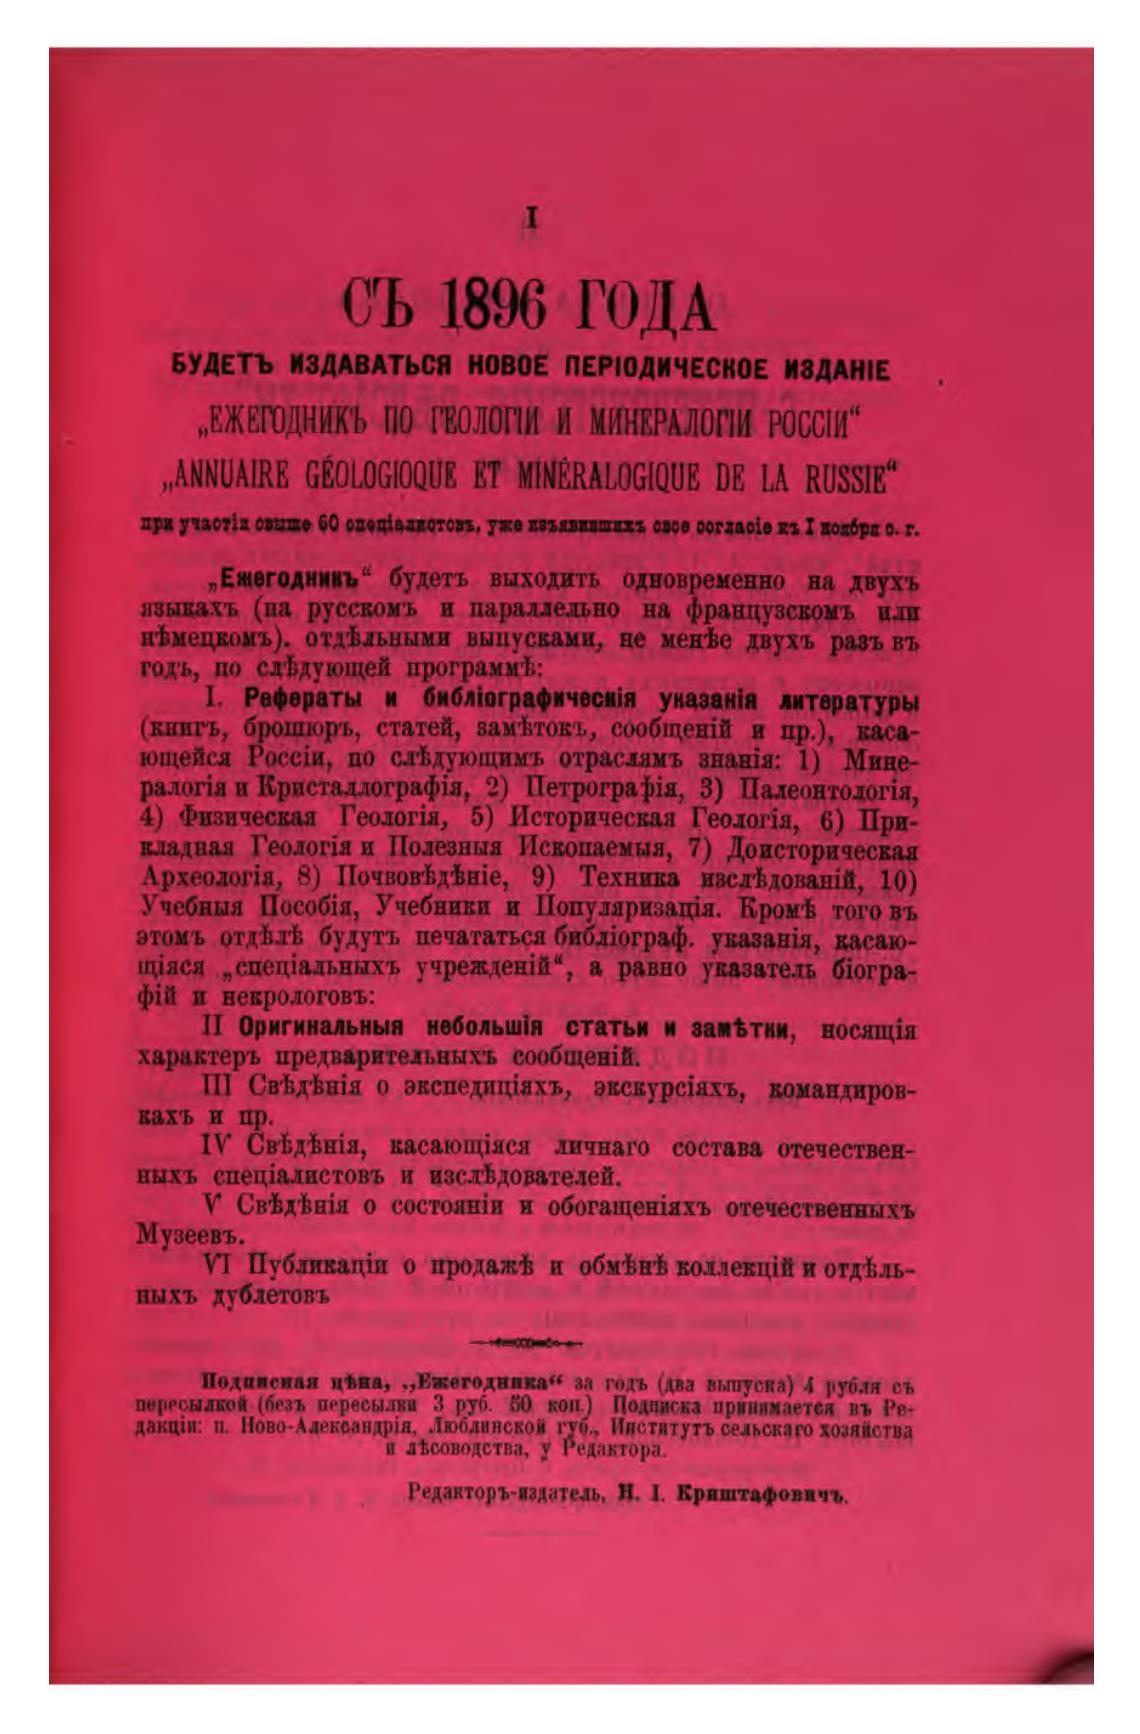 I
СЪ 1896 ГОДА
БУДЕТЪ ИЗДАВАТЬСЯ НОВОЕ ПЕРІОДИЧЕСКОЕ ИЗДАНІЕ
„ЕЖЕГОДНИКЪ ПО ГЕОЛОГІИ И МИНЕРАЛОГІИ РОССІИ“
„ANNUAIRE GÉOLOGIOQUE ET MINÉRALOGIQUE DE LA RUSSIE“
при участіи свыше 60 спеціалистовъ, уже изъявившихъ свое согласіе къ I ноября с. г.
„Ежегодникъ“ будетъ выходить одновременно на двухъ
языкахъ (на русскомъ и параллельно на французскомъ или
нѣмецкомъ). отдѣльными выпусками, не менѣе двухъ разъ въ
годъ, по слѣдующей программѣ:
I. Рефераты и библіографическія указанія литературы
(книгъ, брошюръ, статей, замѣтокъ, сообщеній и пр.), каса-
ющейся Россіи, по слѣдующимъ отраслямъ знанія: 1) Мине-
ралогія и Кристаллографія, 2) Петрографія, 3) Палеонтологія,
4) Физическая Геологія, 5) Историческая Геологія, 6) При-
кладная Геологія и Полезныя Ископаемыя, 7) Доисторическая
Археологія, 8) Почвовѣдѣніе, 9) Техника изслѣдованій, 10)
Учебныя Пособія, Учебники и Популяризація. Кромѣ того въ
этомъ отдѣлѣ будутъ печататься библіограф. указанія, касаю-
щіяся „спеціальныхъ учрежденій“, а равно указатель біогра-
фій и некрологовъ:
II Оригинальныя небольшія статьи и замѣтки, носящія
характеръ предварительныхъ сообщеній.
III Свѣдѣнія о экспедиціяхъ, экскурсіяхъ, командиров-
кахъ и пр.
IV Свѣдѣнія, касающіяся личнаго состава отечествен-
ныхъ спеціалистовъ и изслѣдователей.
V Свѣдѣнія о состояніи и обогащеніяхъ отечественныхъ
Музеевъ.
VI Публикаціи о продажѣ и обмѣнѣ коллекцій и отдѣль-
ныхъ дублетовъ
Подписная цѣна, „Ежегодника“ за годъ (два выпуска) 4 рубля съ
пересылкой (безъ пересылки 3 руб. 50 коп.) Подписка принимается въ Ре-
дакціи: п. Ново-Александрія, Люблинской губ., Институтъ сельскаго хозяйства
и лѣсоводства, у Редактора.
Редакторъ-издатель, Н. І. Криштафовичъ.